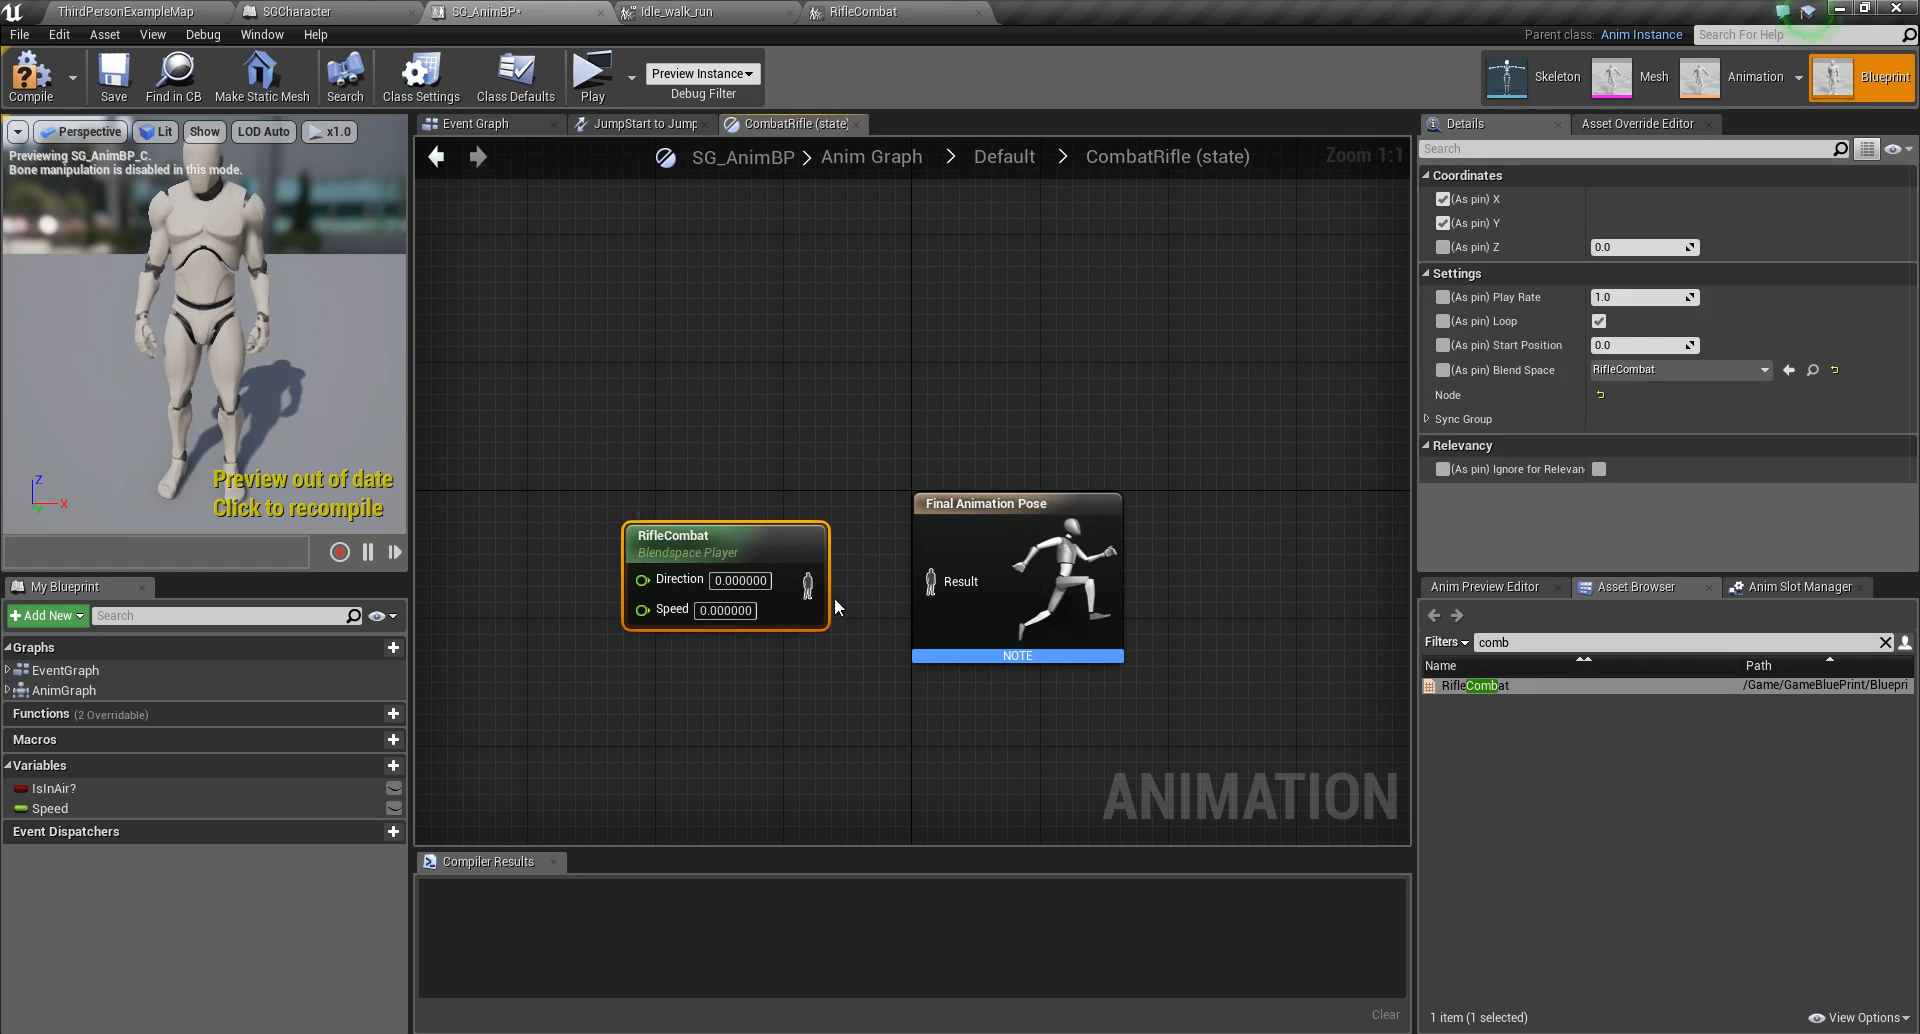 ThirdPersonExampleMap
SGCharacter
SG_AnimBP*
Idle_walk_run
RifleCombat
File Edit Asset View Debug Window Help
Parent class: Anim Instance
Search For Help
Compile
Save
Find in CB
Make Static Mesh
Search
Class Settings
Class Defaults
Play
Preview Instance
Debug Filter
Skeleton
Mesh
Animation
Blueprint
Perspective
Lit
Show
LOD Auto
x1.0
Previewing SG_AnimBP_C.
Bone manipulation is disabled in this mode.
Z
X
Y
Preview out of date
Click to recompile
Event Graph
JumpStart to Jump
CombatRifle (state)
SG_AnimBP > Anim Graph > Default > CombatRifle (state)
Zoom 1:1
RifleCombat
Blendspace Player
Direction 0.000000
Speed 0.000000
Final Animation Pose
Result
NOTE
ANIMATION
My Blueprint
+Add New
Search
Graphs
EventGraph
AnimGraph
Functions (2 Overridable)
Macros
Variables
IsInAir?
Speed
Event Dispatchers
Compiler Results
Clear
Details
Asset Override Editor
Search
Coordinates
(As pin) X
(As pin) Y
(As pin) Z 0.0
Settings
(As pin) Play Rate 1.0
(As pin) Loop
(As pin) Start Position 0.0
(As pin) Blend Space RifleCombat
Node
Sync Group
Relevancy
(As pin) Ignore for Relevan
Anim Preview Editor
Asset Browser
Anim Slot Manager
Filters comb
Name Path
RifleCombat /Game/GameBluePrint/Bluepri
1 item (1 selected)
View Options